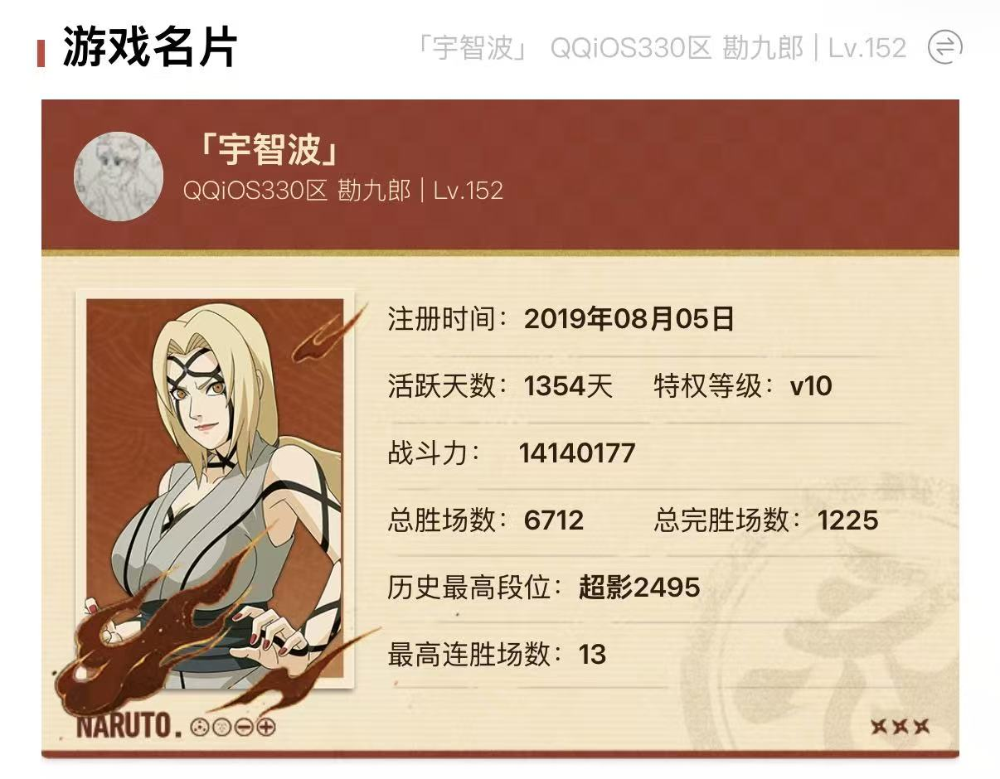 游戏名片
「宇智波」 QQiOS330区 勘九郎 | Lv.152
「宇智波」
QQiOS330区 勘九郎 | Lv.152
注册时间：2019年08月05日
活跃天数：1354天 特权等级：v10
战斗力： 14140177
总胜场数：6712 总完胜场数：1225
历史最高段位：超影2495
最高连胜场数：13
NARUTO.